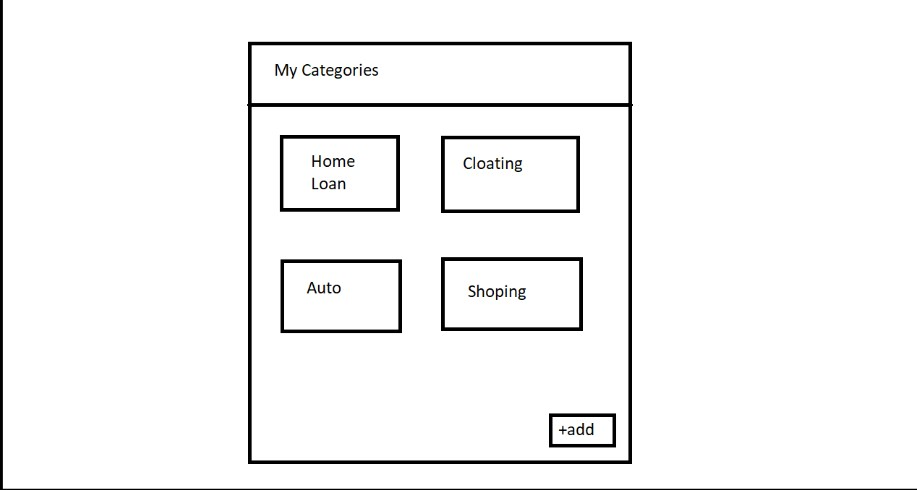 My Categories
Home
Loan
Cloating
Auto
Shoping
+add